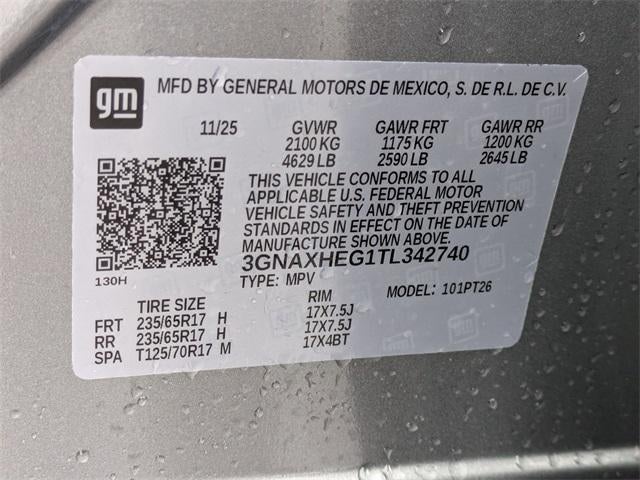 gm
MFD BY GENERAL MOTORS DE MEXICO, S. DE R.L. DE C.V.
11/25 GVWR GAWR FRT GAWR RR
2100 KG 1175 KG 1200 KG
4629 LB 2590 LB 2645 LB
THIS VEHICLE CONFORMS TO ALL
APPLICABLE U.S. FEDERAL MOTOR
VEHICLE SAFETY AND THEFT PREVENTION
STANDARDS IN EFFECT ON THE DATE OF
MANUFACTURE SHOWN ABOVE.
3GNAXHEG1TL342740
130H TYPE: MPV MODEL: 101PT26
TIRE SIZE RIM
FRT 235/65R17 H 17X7.5J
RR 235/65R17 H 17X7.5J
SPA T125/70R17 M 17X4BT